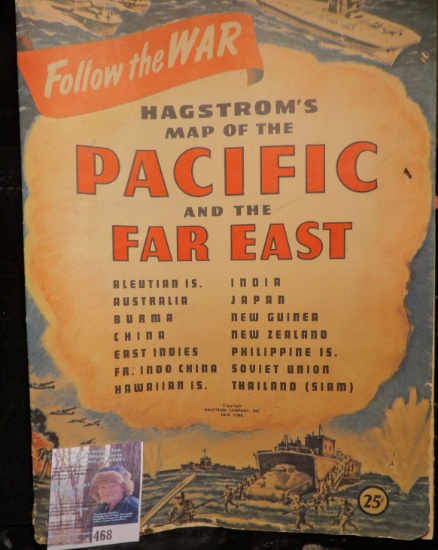 Follow the WAR
HAGSTROM'S
MAP OF THE
PACIFIC
AND THE
FAR EAST
ALEUTIAN IS.
AUSTRALIA
BURMA
CHINA
EAST INDIES
FR. INDO CHINA
HAWAIIAN IS.
INDIA
JAPAN
NEW GUINEA
NEW ZEALAND
PHILIPPINE IS.
SOVIET UNION
THAILAND (SIAM)
Copyright
HAGSTROM COMPANY, INC.
NEW YORK
25¢
468